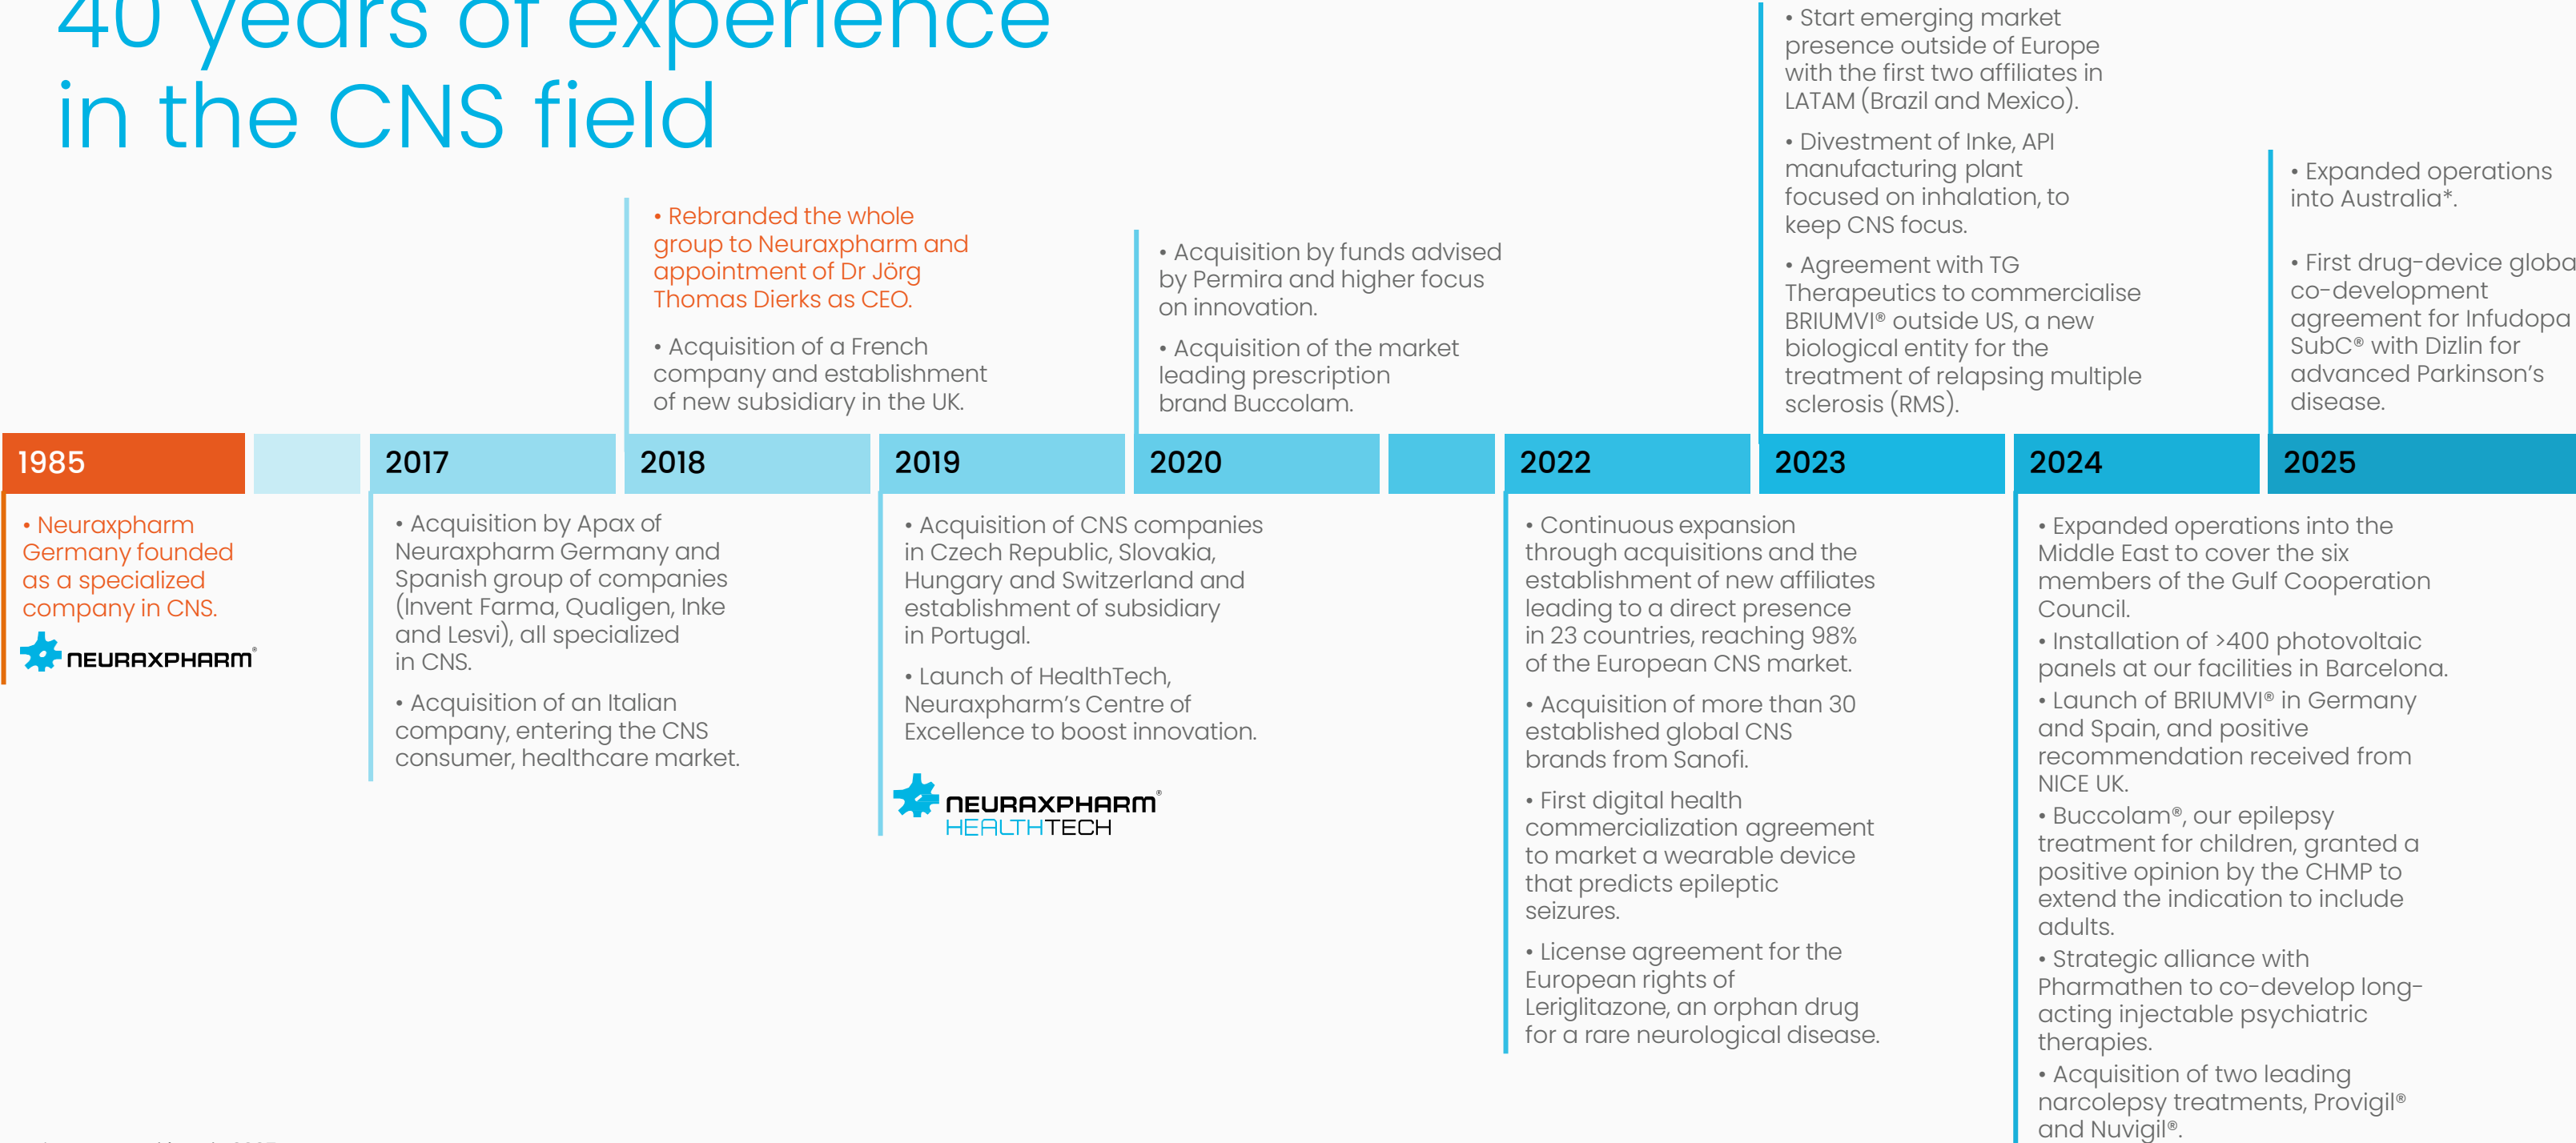 40 years of experience
in the CNS field
1985
• Neuraxpharm
Germany founded
as a specialized
company in CNS.
NEURAXPHARM®
2017
• Acquisition by Apax of
Neuraxpharm Germany and
Spanish group of companies
(Invent Farma, Qualigen, Inke
and Lesvi), all specialized
in CNS.
• Acquisition of an Italian
company, entering the CNS
consumer, healthcare market.
• Rebranded the whole
group to Neuraxpharm and
appointment of Dr Jörg
Thomas Dierks as CEO.
• Acquisition of a French
company and establishment
of new subsidiary in the UK.
2018
2019
• Acquisition of CNS companies
in Czech Republic, Slovakia,
Hungary and Switzerland and
establishment of subsidiary
in Portugal.
• Launch of HealthTech,
Neuraxpharm’s Centre of
Excellence to boost innovation.
NEURAXPHARM®
HEALTHTECH
• Acquisition by funds advised
by Permira and higher focus
on innovation.
• Acquisition of the market
leading prescription
brand Buccolam.
2020
2022
• Continuous expansion
through acquisitions and the
establishment of new affiliates
leading to a direct presence
in 23 countries, reaching 98%
of the European CNS market.
• Acquisition of more than 30
established global CNS
brands from Sanofi.
• First digital health
commercialization agreement
to market a wearable device
that predicts epileptic
seizures.
• License agreement for the
European rights of
Leriglitazone, an orphan drug
for a rare neurological disease.
• Start emerging market
presence outside of Europe
with the first two affiliates in
LATAM (Brazil and Mexico).
• Divestment of Inke, API
manufacturing plant
focused on inhalation, to
keep CNS focus.
• Agreement with TG
Therapeutics to commercialise
BRIUMVI® outside US, a new
biological entity for the
treatment of relapsing multiple
sclerosis (RMS).
2023
2024
• Expanded operations into the
Middle East to cover the six
members of the Gulf Cooperation
Council.
• Installation of >400 photovoltaic
panels at our facilities in Barcelona.
• Launch of BRIUMVI® in Germany
and Spain, and positive
recommendation received from
NICE UK.
• Buccolam®, our epilepsy
treatment for children, granted a
positive opinion by the CHMP to
extend the indication to include
adults.
• Strategic alliance with
Pharmathen to co-develop long-
acting injectable psychiatric
therapies.
• Acquisition of two leading
narcolepsy treatments, Provigil®
and Nuvigil®.
• Expanded operations
into Australia*.
• First drug-device globa
co-development
agreement for Infudopa
SubC® with Dizlin for
advanced Parkinson’s
disease.
2025